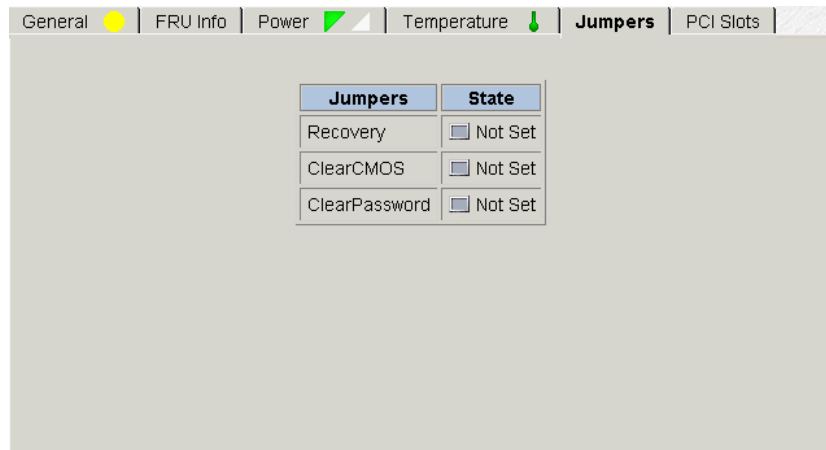 General FRU Info Power Temperature Jumpers PCI Slots
Jumpers State
Recovery Not Set
ClearCMOS Not Set
ClearPassword Not Set